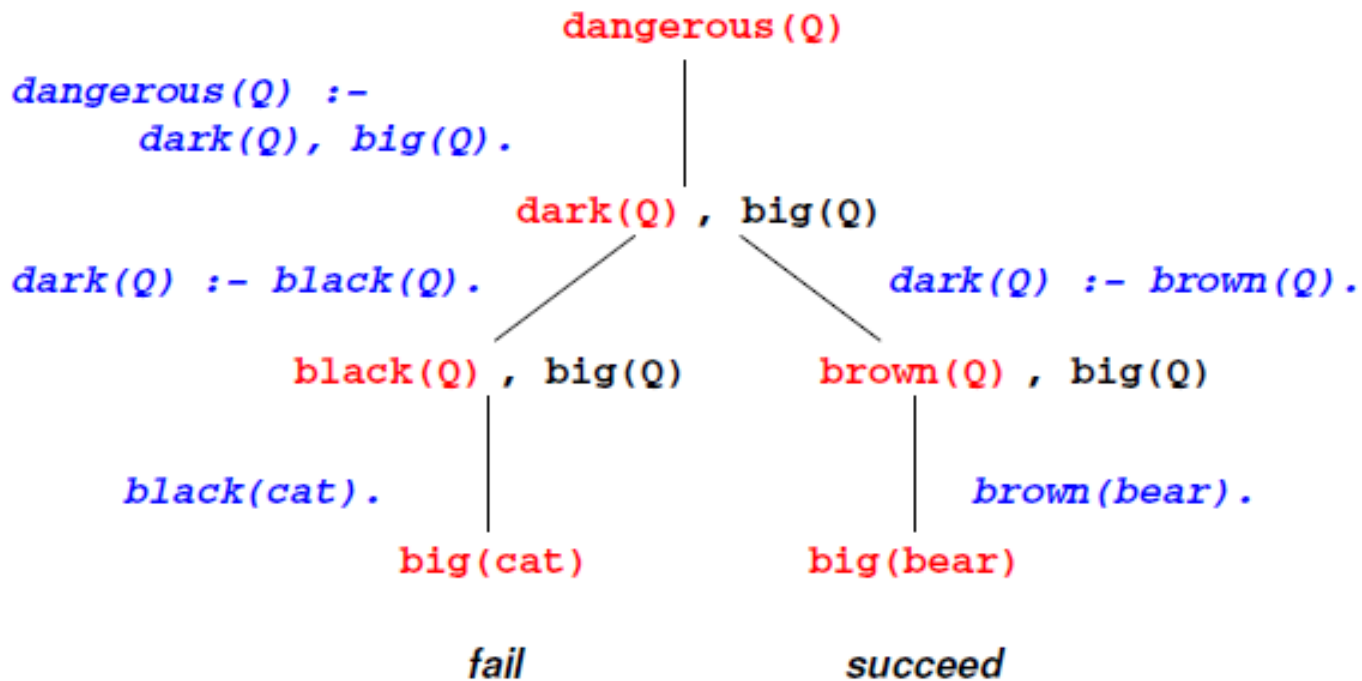 dangerous(Q)
dangerous(Q) :-
dark(Q), big(Q).
dark(Q) , big(Q)
dark(Q) :- black(Q).
dark(Q) :- brown(Q).
black(Q) , big(Q)
brown(Q) , big(Q)
black(cat).
brown(bear).
big(cat)
big(bear)
fail
succeed